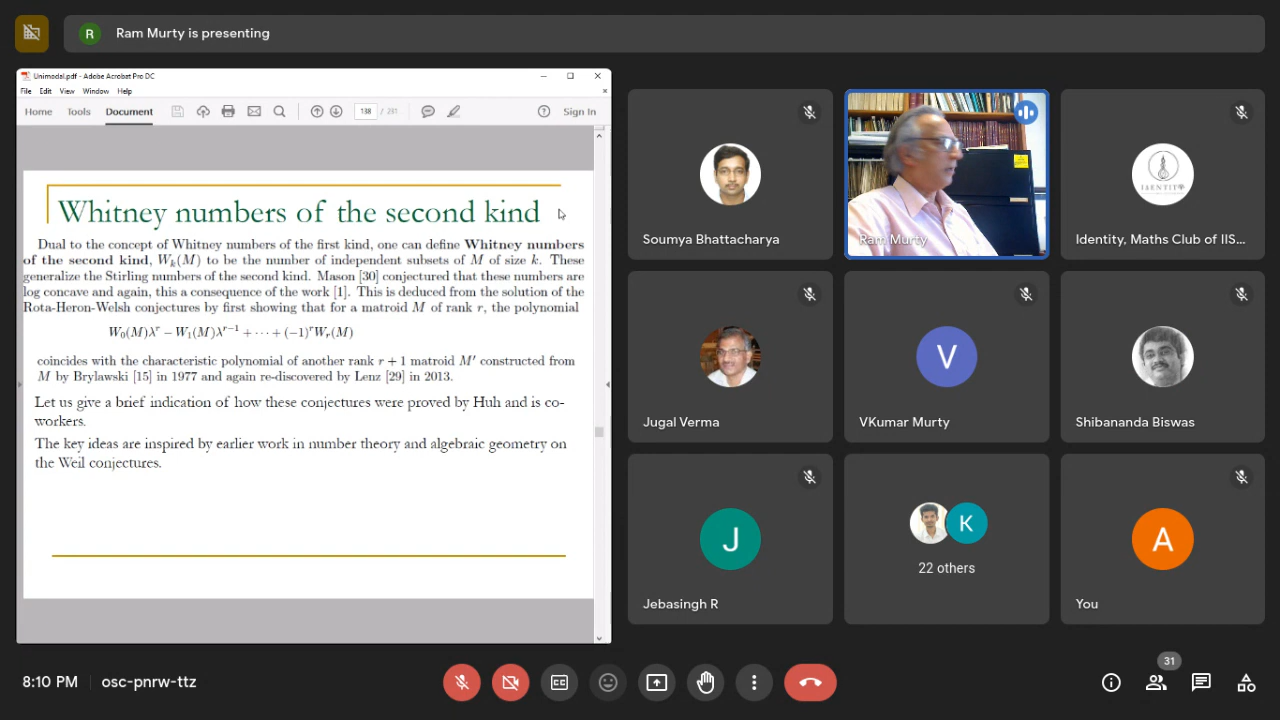 Ram Murty is presenting
R
Unimodal.pdf - Adobe Acrobat Pro DC
File Edit View Window Help
Home Tools Document 138 / 231 Sign In
Whitney numbers of the second kind
Dual to the concept of Whitney numbers of the first kind, one can define Whitney numbers
of the second kind, Wk(M) to be the number of independent subsets of M of size k. These
generalize the Stirling numbers of the second kind. Mason [30] conjectured that these numbers are
log concave and again, this a consequence of the work [1]. This is deduced from the solution of the
Rota-Heron-Welsh conjectures by first showing that for a matroid M of rank r, the polynomial
W₀(M)λʳ − W₁(M)λʳ⁻¹ + ⋯ + (−1)ʳWᵣ(M)
coincides with the characteristic polynomial of another rank r + 1 matroid M′ constructed from
M by Brylawski [15] in 1977 and again re-discovered by Lenz [29] in 2013.
Let us give a brief indication of how these conjectures were proved by Huh and is co-
workers.
The key ideas are inspired by earlier work in number theory and algebraic geometry on
the Weil conjectures.
Soumya Bhattacharya
Ram Murty
Identity, Maths Club of IIS...
Jugal Verma
V
VKumar Murty
Shibananda Biswas
J
Jebasingh R
K
22 others
A
You
8:10 PM | osc-pnrw-ttz
31